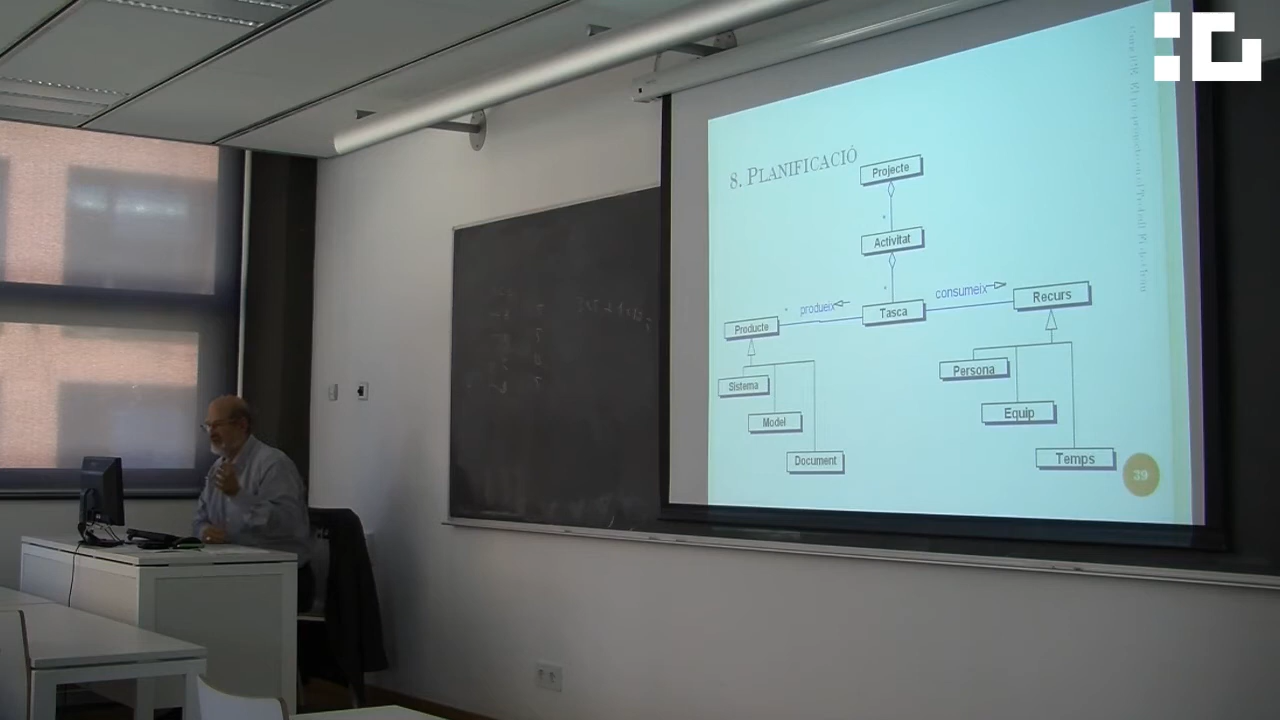 8. PLANIFICACIÓ
Projecte
*
Activitat
*
Tasca
consumeix
Recurs
*
produeix
Producte
Sistema
Model
Document
Persona
Equip
Temps
39